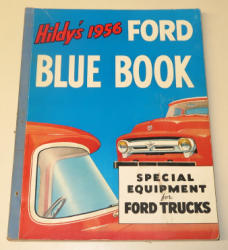 Hildy's 1956 FORD
BLUE BOOK
SPECIAL
EQUIPMENT
for
FORD TRUCKS